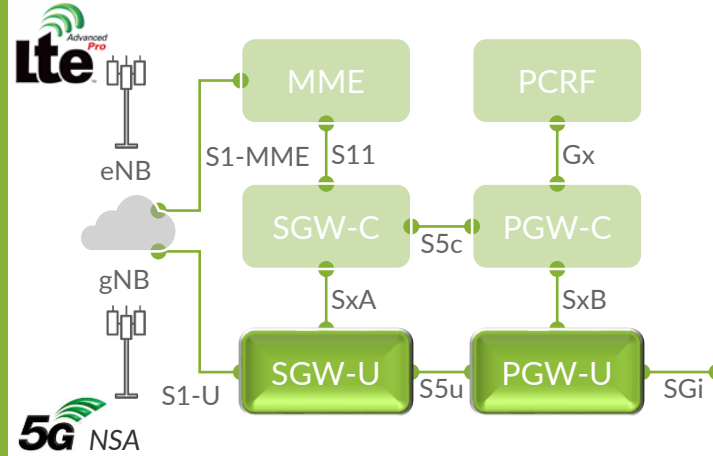 Advanced
Pro
Lte
eNB
MME
PCRF
S1-MME
S11
Gx
SGW-C
S5c
PGW-C
gNB
SxA
SxB
S1-U
SGW-U
S5u
PGW-U
SGi
5G NSA